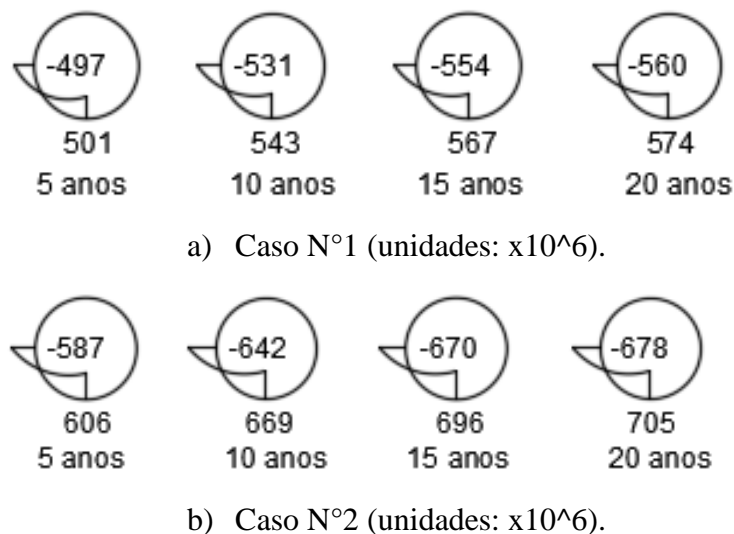 -497 -531 -554 -560
501 543 567 574
5 anos 10 anos 15 anos 20 anos
a) Caso N°1 (unidades: x10^6).
-587 -642 -670 -678
606 669 696 705
5 anos 10 anos 15 anos 20 anos
b) Caso N°2 (unidades: x10^6).